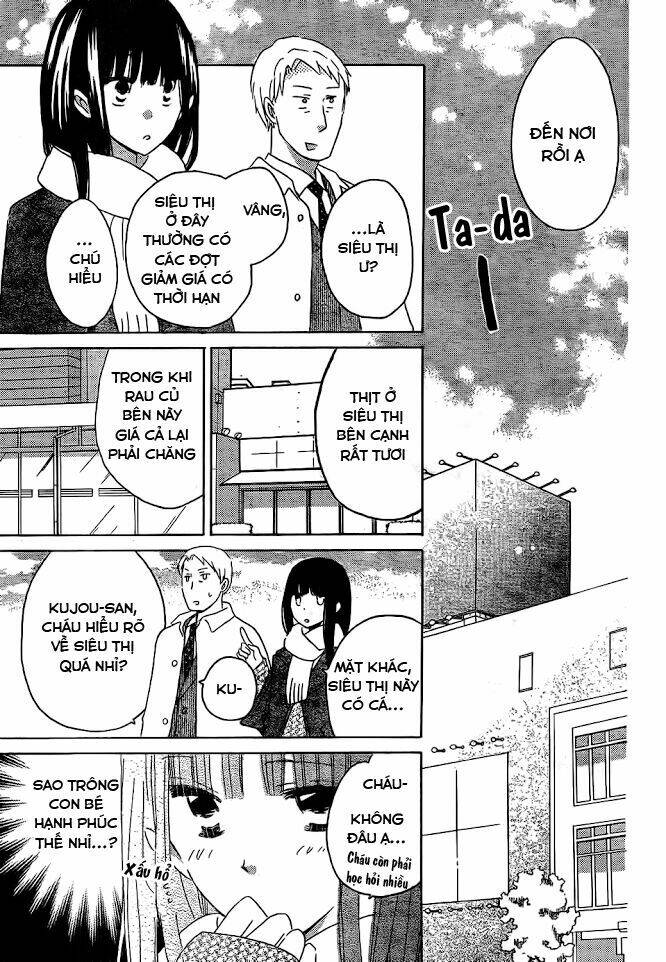 ĐẾN NƠI
RỒI Ạ
Ta-da
...LÀ
SIÊU THỊ
Ư?
VÂNG,
SIÊU THỊ
Ở ĐÂY
THƯỜNG CÓ
CÁC ĐỢT
GIẢM GIÁ CÓ
THỜI HẠN
...
CHÚ
HIỂU
THỊT Ở
SIÊU THỊ
BÊN CẠNH
RẤT TƯƠI
TRONG KHI
RAU CỦ
BÊN NÀY
GIÁ CẢ LẠI
PHẢI CHĂNG
MẶT KHÁC,
SIÊU THỊ NÀY
CÓ CÁ...
KU-
KUJOU-SAN,
CHÁU HIỂU RÕ
VỀ SIÊU THỊ
QUÁ NHỈ?
CHÁU-
KHÔNG
ĐÂU Ạ...
Cháu còn phải
học hỏi nhiều
Xấu hổ
SAO TRÔNG
CON BÉ
HẠNH PHÚC
THẾ NHỈ...?